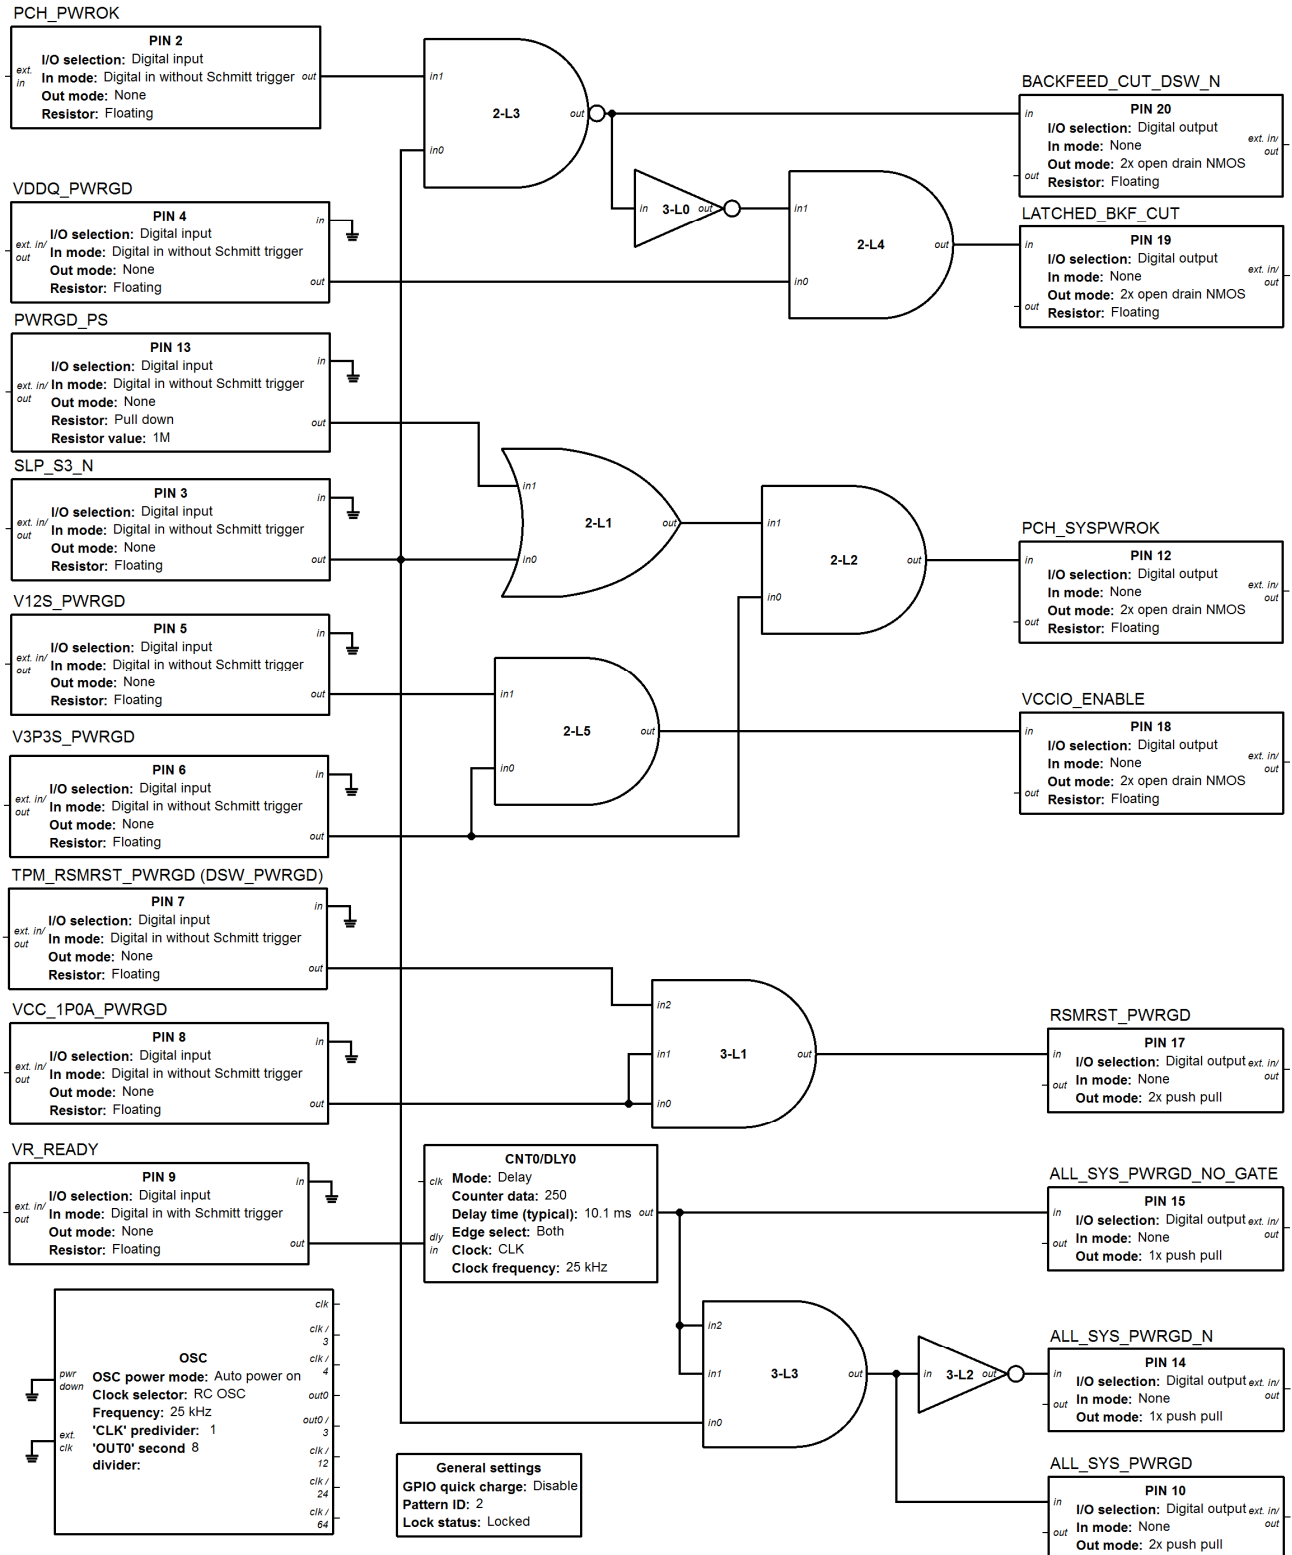 PCH_PWROK
PIN 2
I/O selection: Digital input
ext. in
In mode: Digital in without Schmitt trigger
out
Out mode: None
Resistor: Floating
in1
in0
2-L3
out
BACKFEED_CUT_DSW_N
PIN 20
in
I/O selection: Digital output
In mode: None
ext. in/ out
Out mode: 2x open drain NMOS
out
Resistor: Floating
VDDQ_PWRGD
PIN 4
in
I/O selection: Digital input
ext. in/ out
In mode: Digital in without Schmitt trigger
Out mode: None
out
Resistor: Floating
in
3-L0
out
in1
in0
2-L4
out
LATCHED_BKF_CUT
PIN 19
in
I/O selection: Digital output
In mode: None
ext. in/ out
Out mode: 2x open drain NMOS
out
Resistor: Floating
PWRGD_PS
PIN 13
in
I/O selection: Digital input
ext. in/ out
In mode: Digital in without Schmitt trigger
Out mode: None
Resistor: Pull down
out
Resistor value: 1M
SLP_S3_N
PIN 3
in
I/O selection: Digital input
ext. in/ out
In mode: Digital in without Schmitt trigger
Out mode: None
out
Resistor: Floating
in1
in0
2-L1
out
in1
in0
2-L2
out
PCH_SYSPWROK
PIN 12
in
I/O selection: Digital output
In mode: None
ext. in/ out
Out mode: 2x open drain NMOS
out
Resistor: Floating
V12S_PWRGD
PIN 5
in
I/O selection: Digital input
ext. in/ out
In mode: Digital in without Schmitt trigger
Out mode: None
out
Resistor: Floating
in1
in0
2-L5
out
VCCIO_ENABLE
PIN 18
in
I/O selection: Digital output
In mode: None
ext. in/ out
Out mode: 2x open drain NMOS
out
Resistor: Floating
V3P3S_PWRGD
PIN 6
in
I/O selection: Digital input
ext. in/ out
In mode: Digital in without Schmitt trigger
Out mode: None
out
Resistor: Floating
TPM_RSMRST_PWRGD (DSW_PWRGD)
PIN 7
in
I/O selection: Digital input
ext. in/ out
In mode: Digital in without Schmitt trigger
Out mode: None
out
Resistor: Floating
VCC_1P0A_PWRGD
PIN 8
in
I/O selection: Digital input
ext. in/ out
In mode: Digital in without Schmitt trigger
Out mode: None
out
Resistor: Floating
in2
in1
in0
3-L1
out
RSMRST_PWRGD
PIN 17
in
I/O selection: Digital output
ext. in/ out
out
In mode: None
Out mode: 2x push pull
VR_READY
PIN 9
in
I/O selection: Digital input
ext. in/ out
In mode: Digital in with Schmitt trigger
Out mode: None
out
Resistor: Floating
CNT0/DLY0
clk
Mode: Delay
Counter data: 250
Delay time (typical): 10.1 ms
out
dly in
Edge select: Both
Clock: CLK
Clock frequency: 25 kHz
ALL_SYS_PWRGD_NO_GATE
PIN 15
in
I/O selection: Digital output
ext. in/ out
out
In mode: None
Out mode: 1x push pull
in2
in1
in0
3-L3
out
in
3-L2
out
ALL_SYS_PWRGD_N
PIN 14
in
I/O selection: Digital output
ext. in/ out
out
In mode: None
Out mode: 1x push pull
ALL_SYS_PWRGD
PIN 10
in
I/O selection: Digital output
ext. in/ out
out
In mode: None
Out mode: 2x push pull
OSC
pwr down
OSC power mode: Auto power on
Clock selector: RC OSC
Frequency: 25 kHz
ext. clk
'CLK' predivider: 1
'OUT0' second 8
divider:
clk
clk / 3
clk / 4
out0
out0 / 3
clk / 12
clk / 24
clk / 64
General settings
GPIO quick charge: Disable
Pattern ID: 2
Lock status: Locked